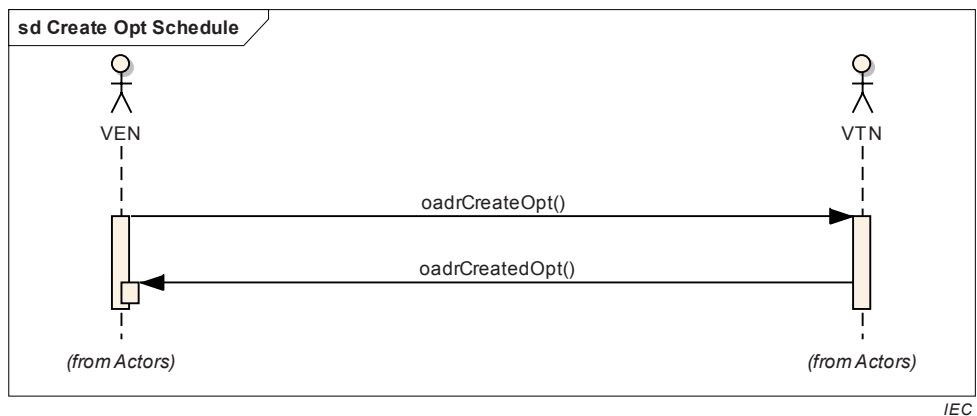 sd Create Opt Schedule
VEN
VTN
oadrCreateOpt()
oadrCreatedOpt()
(from Actors)
(from Actors)
IEC